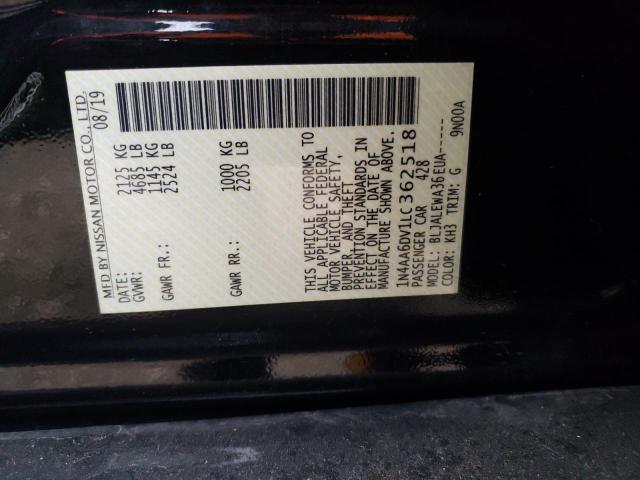 MFD BY NISSAN MOTOR CO., LTD.
DATE: 08/19
GVWR: 2125 KG
4685 LB
GAWR FR: 1145 KG
2524 LB
GAWR RR: 1000 KG
2205 LB
THIS VEHICLE CONFORMS TO
ALL APPLICABLE FEDERAL
MOTOR VEHICLE SAFETY,
BUMPER, AND THEFT
PREVENTION STANDARDS IN
EFFECT ON THE DATE OF
MANUFACTURE SHOWN ABOVE.
1N4AA6DV1LC362518
PASSENGER CAR 428
MODEL: BLJALEWA36EUA------
COLOR: KH3 TRIM: G 9N00A